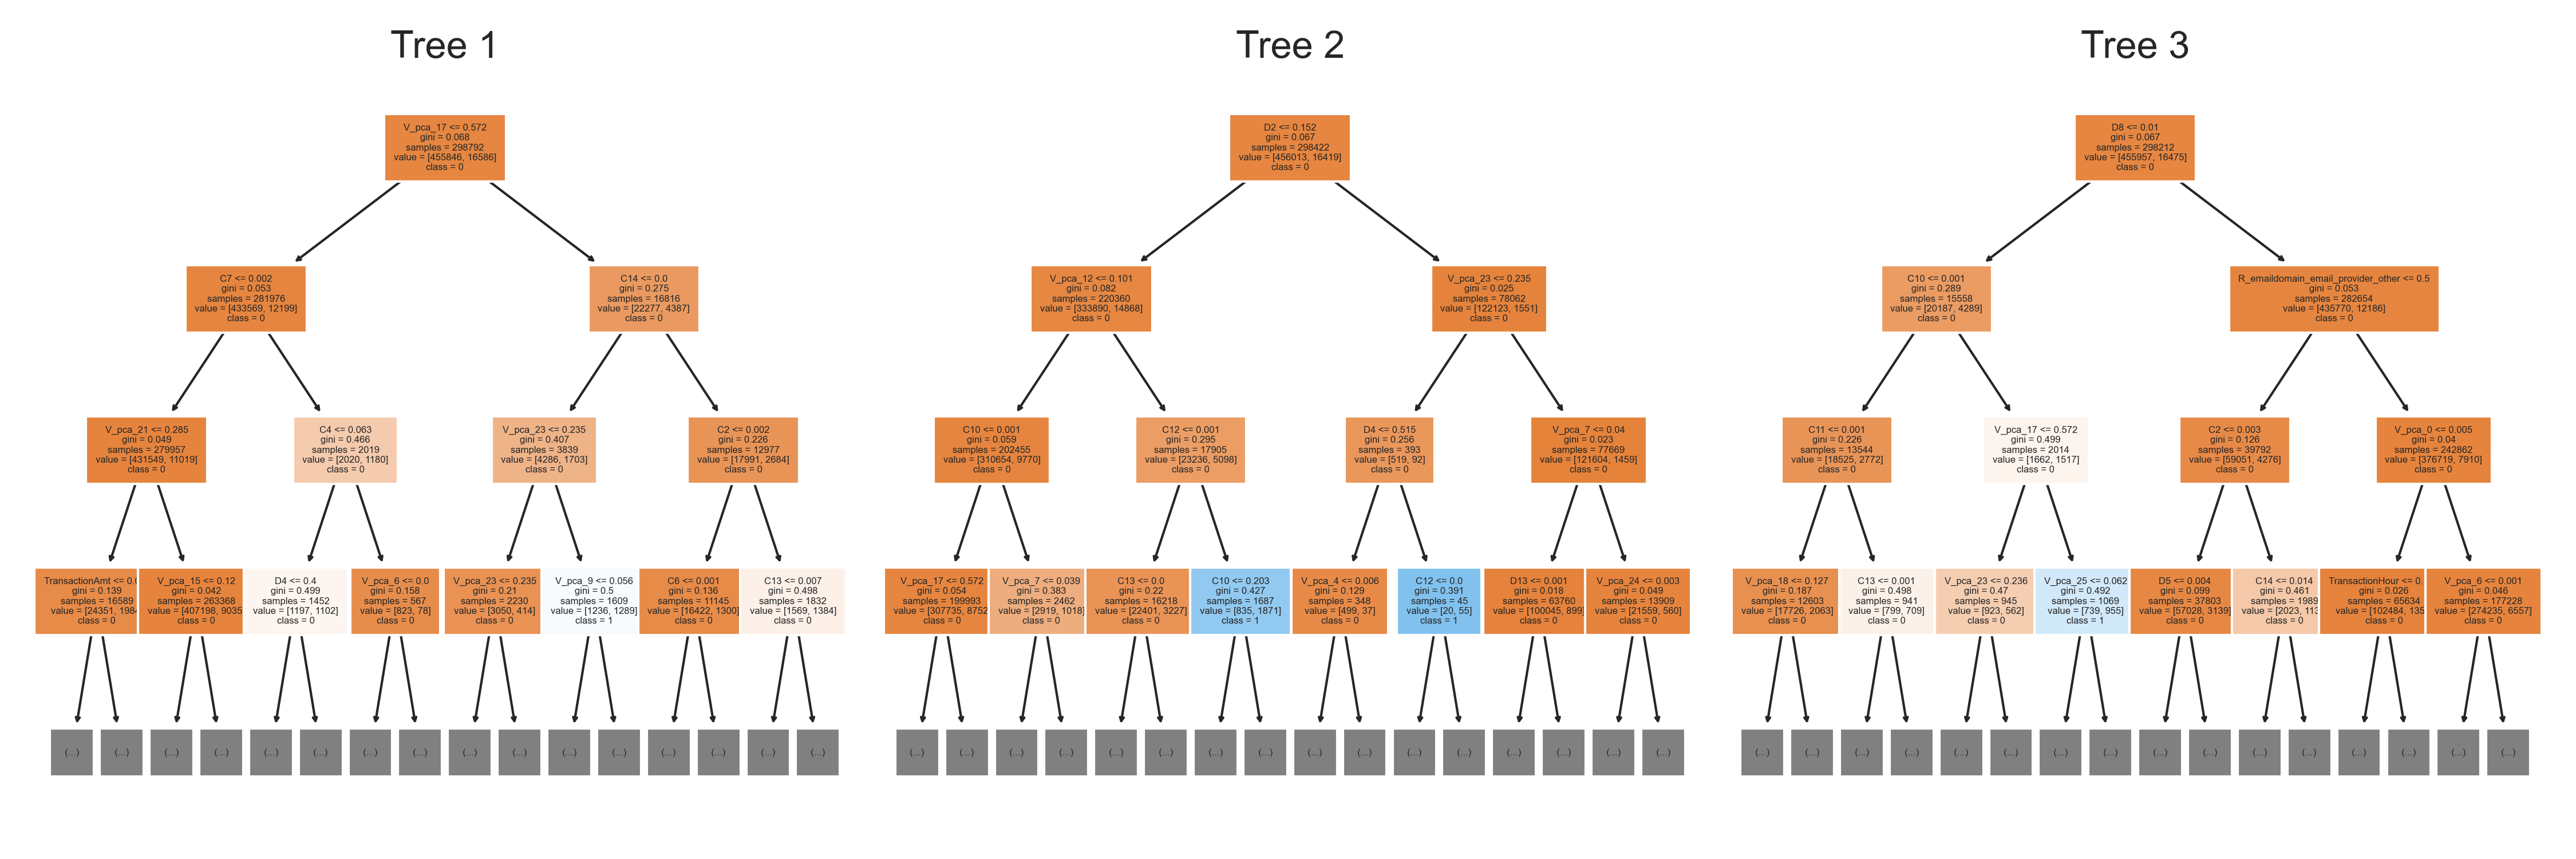 Tree 1
V_pca_17 <= 0.572
gini = 0.068
samples = 298792
value = [455846, 16586]
class = 0
C7 <= 0.002
gini = 0.053
samples = 281976
value = [433569, 12199]
class = 0
C14 <= 0.0
gini = 0.275
samples = 16816
value = [22277, 4387]
class = 0
V_pca_21 <= 0.285
gini = 0.049
samples = 279957
value = [431549, 11019]
class = 0
C4 <= 0.063
gini = 0.466
samples = 2019
value = [2020, 1180]
class = 0
V_pca_23 <= 0.235
gini = 0.407
samples = 3839
value = [4286, 1703]
class = 0
C2 <= 0.002
gini = 0.226
samples = 12977
value = [17991, 2684]
class = 0
TransactionAmt <= 0.0
gini = 0.139
samples = 16589
value = [24351, 1984
class = 0
V_pca_15 <= 0.12
gini = 0.042
samples = 263368
value = [407198, 9035
class = 0
D4 <= 0.4
gini = 0.499
samples = 1452
value = [1197, 1102]
class = 0
V_pca_6 <= 0.0
gini = 0.158
samples = 567
value = [823, 78]
class = 0
V_pca_23 <= 0.235
gini = 0.21
samples = 2230
value = [3050, 414]
class = 0
V_pca_9 <= 0.056
gini = 0.5
samples = 1609
value = [1236, 1289]
class = 1
C6 <= 0.001
gini = 0.136
samples = 11145
value = [16422, 1300]
class = 0
C13 <= 0.007
gini = 0.498
samples = 1832
value = [1569, 1384]
class = 0
(...) (...) (...) (...) (...) (...) (...) (...) (...) (...) (...) (...) (...) (...) (...) (...)
Tree 2
D2 <= 0.152
gini = 0.067
samples = 298422
value = [456013, 16419]
class = 0
V_pca_12 <= 0.101
gini = 0.082
samples = 220360
value = [333890, 14868]
class = 0
V_pca_23 <= 0.235
gini = 0.025
samples = 78062
value = [122123, 1551]
class = 0
C10 <= 0.001
gini = 0.059
samples = 202455
value = [310654, 9770]
class = 0
C12 <= 0.001
gini = 0.295
samples = 17905
value = [23236, 5098]
class = 0
D4 <= 0.515
gini = 0.256
samples = 393
value = [519, 92]
class = 0
V_pca_7 <= 0.04
gini = 0.023
samples = 77669
value = [121604, 1459]
class = 0
V_pca_17 <= 0.572
gini = 0.054
samples = 199993
value = [307735, 8752
class = 0
V_pca_7 <= 0.039
gini = 0.383
samples = 2462
value = [2919, 1018]
class = 0
C13 <= 0.0
gini = 0.22
samples = 16218
value = [22401, 3227]
class = 0
C10 <= 0.203
gini = 0.427
samples = 1687
value = [835, 1871]
class = 1
V_pca_4 <= 0.006
gini = 0.129
samples = 348
value = [499, 37]
class = 0
C12 <= 0.0
gini = 0.391
samples = 45
value = [20, 55]
class = 1
D13 <= 0.001
gini = 0.018
samples = 63760
value = [100045, 899]
class = 0
V_pca_24 <= 0.003
gini = 0.049
samples = 13909
value = [21559, 560]
class = 0
(...) (...) (...) (...) (...) (...) (...) (...) (...) (...) (...) (...) (...) (...) (...) (...)
Tree 3
D8 <= 0.01
gini = 0.067
samples = 298212
value = [455957, 16475]
class = 0
C10 <= 0.001
gini = 0.289
samples = 15558
value = [20187, 4289]
class = 0
R_emaildomain_email_provider_other <= 0.5
gini = 0.053
samples = 282654
value = [435770, 12186]
class = 0
C11 <= 0.001
gini = 0.226
samples = 13544
value = [18525, 2772]
class = 0
V_pca_17 <= 0.572
gini = 0.499
samples = 2014
value = [1662, 1517]
class = 0
C2 <= 0.003
gini = 0.126
samples = 39792
value = [59051, 4276]
class = 0
V_pca_0 <= 0.005
gini = 0.04
samples = 242862
value = [376719, 7910]
class = 0
V_pca_18 <= 0.127
gini = 0.187
samples = 12603
value = [17726, 2063]
class = 0
C13 <= 0.001
gini = 0.498
samples = 941
value = [799, 709]
class = 0
V_pca_23 <= 0.236
gini = 0.47
samples = 945
value = [923, 562]
class = 0
V_pca_25 <= 0.062
gini = 0.492
samples = 1069
value = [739, 955]
class = 1
D5 <= 0.004
gini = 0.099
samples = 37803
value = [57028, 3139]
class = 0
C14 <= 0.014
gini = 0.461
samples = 1989
value = [2023, 113
class = 0
TransactionHour <= 0.
gini = 0.026
samples = 65634
value = [102484, 135
class = 0
V_pca_6 <= 0.001
gini = 0.046
samples = 177228
value = [274235, 6557]
class = 0
(...) (...) (...) (...) (...) (...) (...) (...) (...) (...) (...) (...) (...) (...) (...) (...)